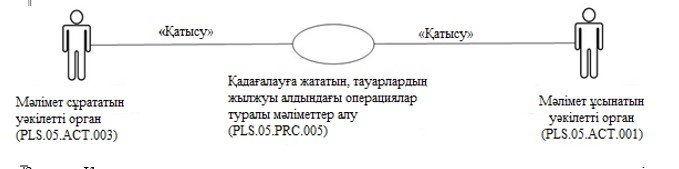 «Қатысу»
«Қатысу»
Қадағалауға жататын, тауарлардың
жылжуы алдындағы операциялар
туралы мәліметтер алу
(PLS.05.PRC.005)
Мәлімет сұрататын
уәкілетті орган
(PLS.05.ACT.003)
Мәлімет ұсынатын
уәкілетті орган
(PLS.05.ACT.001)